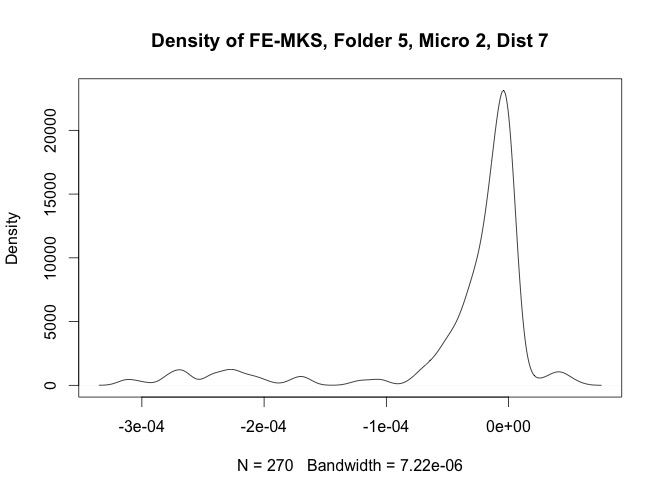 Density of FE-MKS, Folder 5, Micro 2, Dist 7
Density
20000
15000
10000
5000
0
-3e-04 -2e-04 -1e-04 0e+00
N = 270 Bandwidth = 7.22e-06